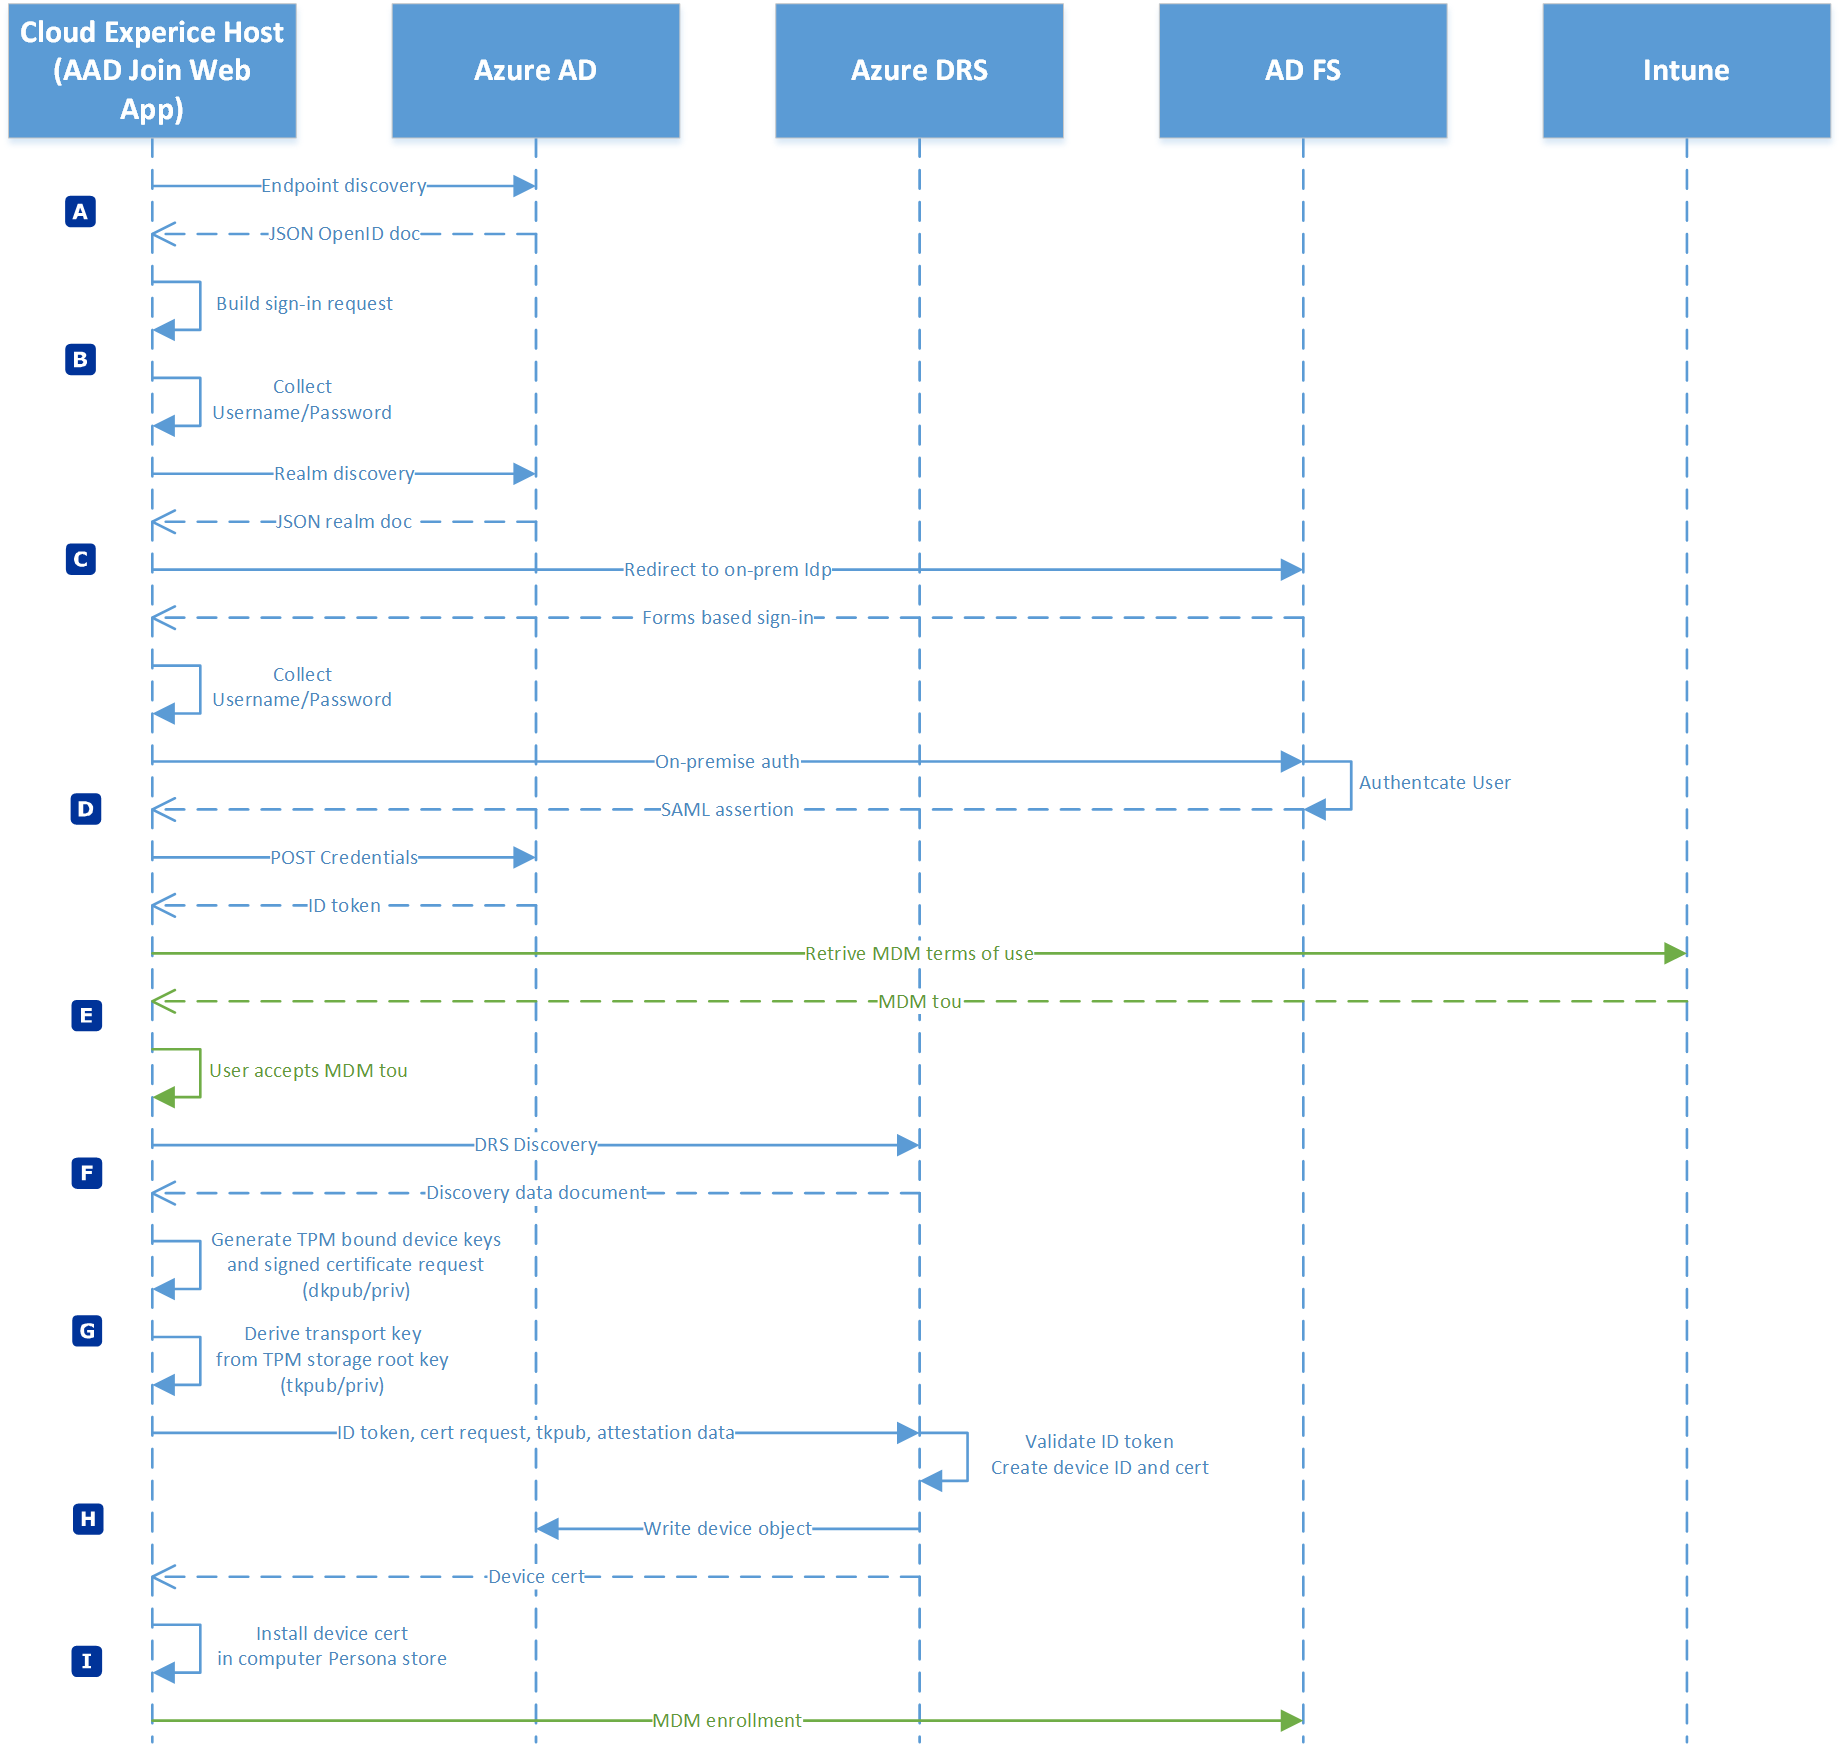 Cloud Experice Host
(AAD Join Web
App)
Azure AD
Azure DRS
AD FS
Intune
Endpoint discovery
A
JSON OpenID doc
Build sign-in request
B
Collect
Username/Password
Realm discovery
JSON realm doc
C
Redirect to on-prem Idp
Forms based sign-in
Collect
Username/Password
On-premise auth
Authentcate User
D
SAML assertion
POST Credentials
ID token
Retrive MDM terms of use
MDM tou
E
User accepts MDM tou
DRS Discovery
F
Discovery data document
Generate TPM bound device keys
and signed certificate request
(dkpub/priv)
G
Derive transport key
from TPM storage root key
(tkpub/priv)
ID token, cert request, tkpub, attestation data
Validate ID token
Create device ID and cert
H
Write device object
Device cert
Install device cert
in computer Persona store
I
MDM enrollment